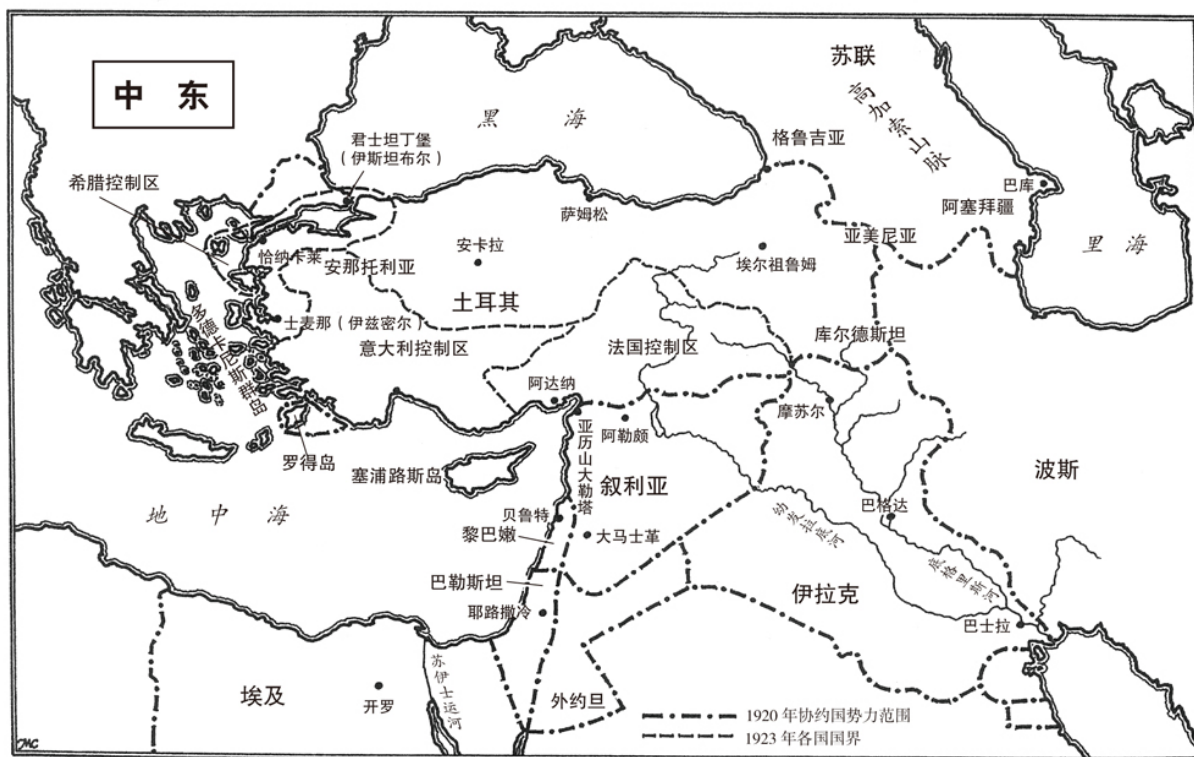 中东
苏联
高加索山脉
黑海
格鲁吉亚
君士坦丁堡
（伊斯坦布尔）
希腊控制区
巴库
萨姆松
阿塞拜疆
亚美尼亚
里海
恰纳卡莱
安那托利亚
安卡拉
埃尔祖鲁姆
土耳其
多德卡尼斯群岛
士麦那（伊兹密尔）
意大利控制区
法国控制区
库尔德斯坦
阿达纳
摩苏尔
亚历山大勒塔
阿勒颇
罗得岛
塞浦路斯岛
叙利亚
波斯
地中海
贝鲁特
黎巴嫩
大马士革
幼发拉底河
巴格达
底格里斯河
巴勒斯坦
伊拉克
耶路撒冷
巴士拉
苏伊士运河
埃及
开罗
外约旦
1920年协约国势力范围
1923年各国国界
MC